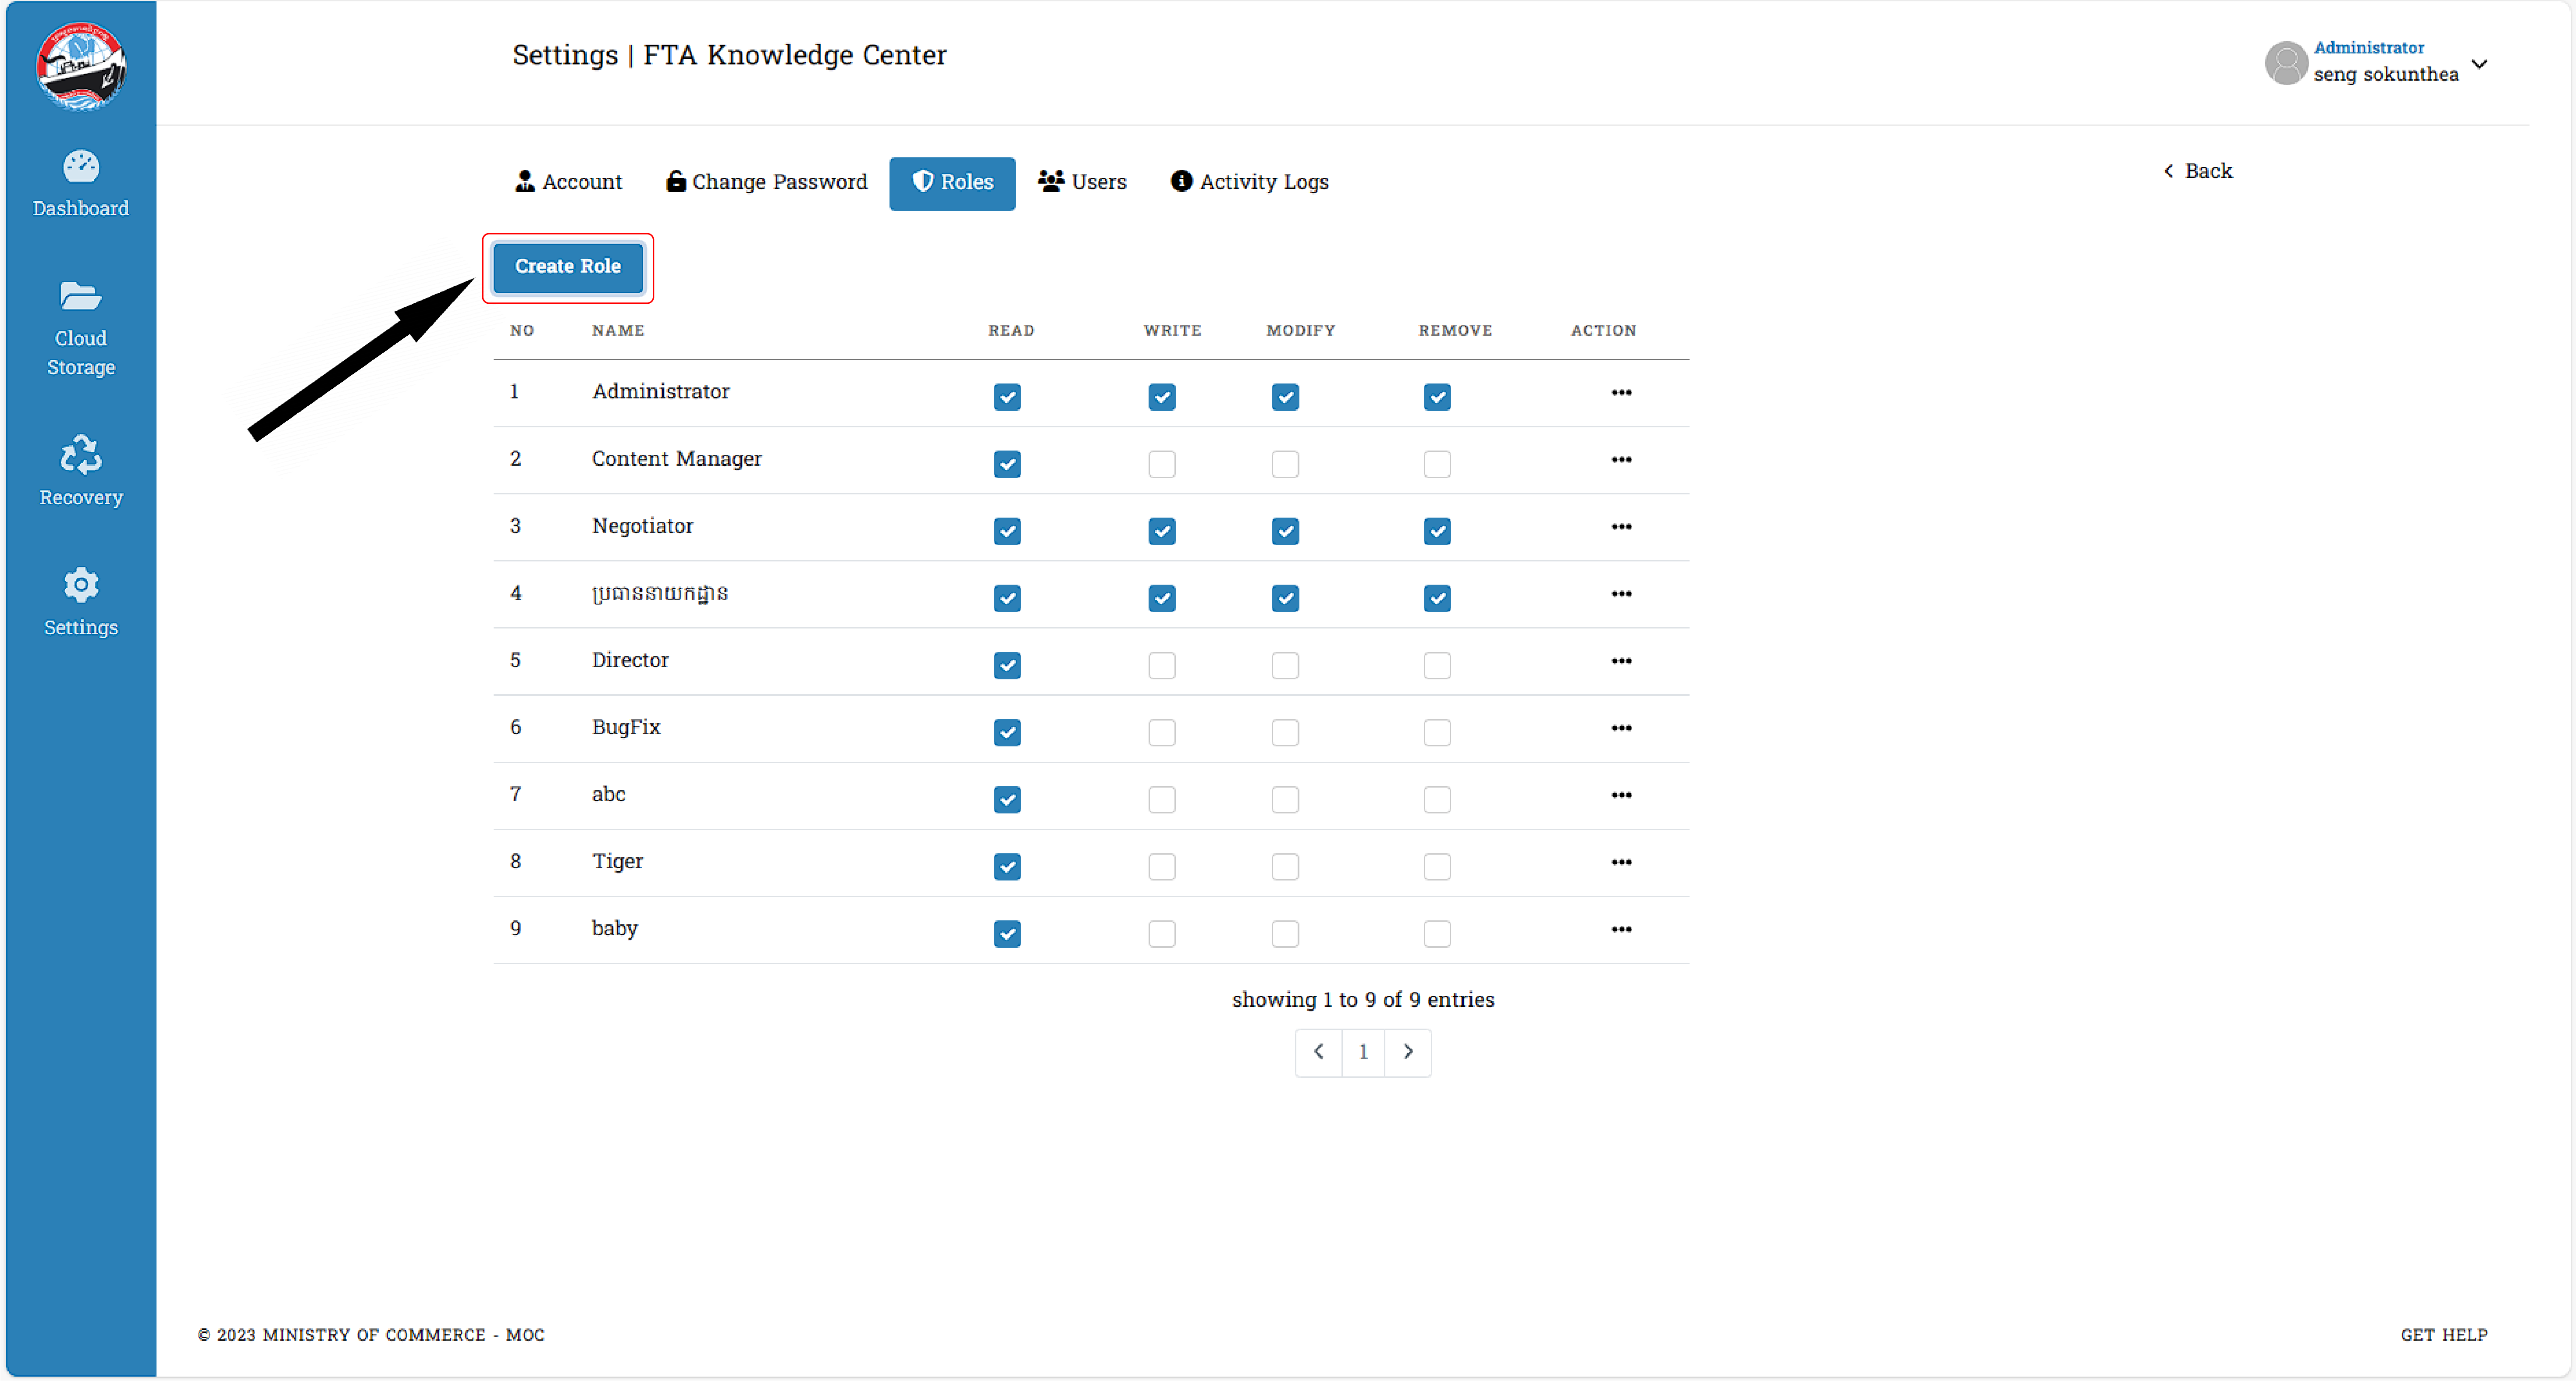 Settings | FTA Knowledge Center
Administrator
seng sokunthea
Dashboard
Cloud
Storage
Recovery
Settings
Account Change Password Roles Users Activity Logs
Back
Create Role
NO NAME READ WRITE MODIFY REMOVE ACTION
1 Administrator
2 Content Manager
3 Negotiator
4 ប្រធាននាយកដ្ឋាន
5 Director
6 BugFix
7 abc
8 Tiger
9 baby
showing 1 to 9 of 9 entries
1
© 2023 MINISTRY OF COMMERCE - MOC
GET HELP